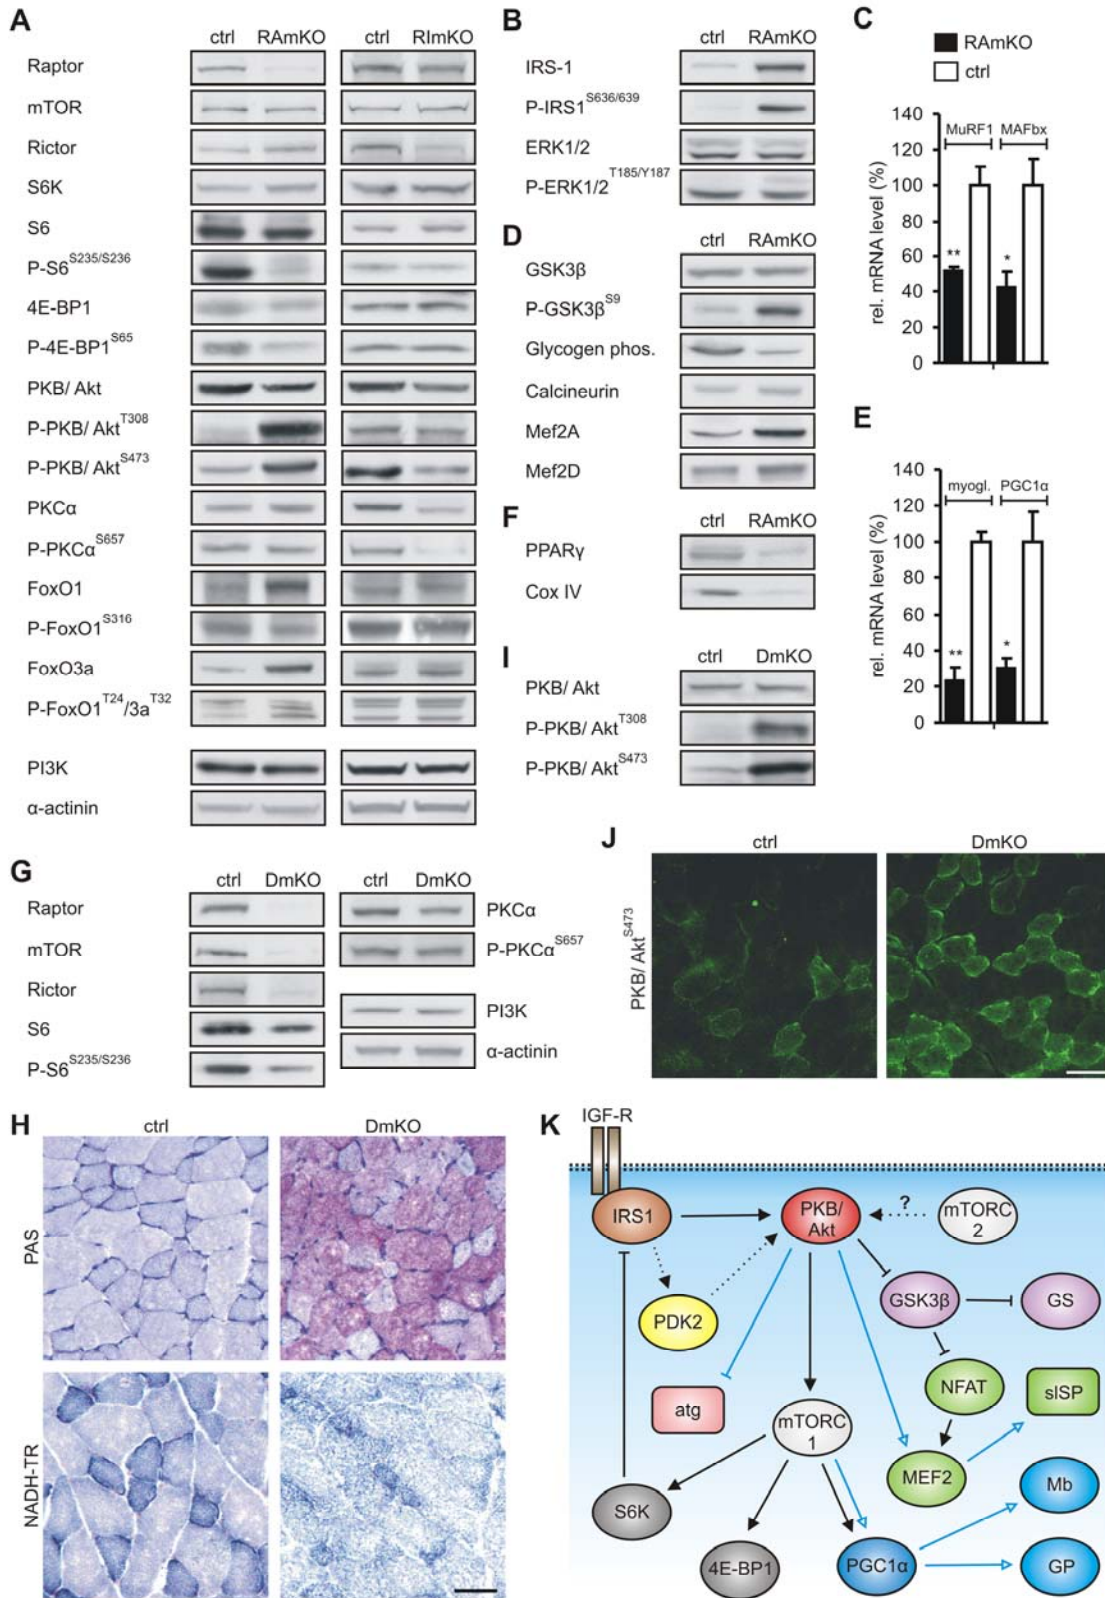 A
ctrl RAmKO ctrl RImKO
Raptor
mTOR
Rictor
S6K
S6
P-S6S235/S236
4E-BP1
P-4E-BP1S65
PKB/ Akt
P-PKB/ AktT308
P-PKB/ AktS473
PKCα
P-PKCαS657
FoxO1
P-FoxO1S316
FoxO3a
P-FoxO1T24/3aT32
PI3K
α-actinin
B
ctrl RAmKO
IRS-1
P-IRS1S636/639
ERK1/2
P-ERK1/2T185/Y187
C
RAmKO
ctrl
rel. mRNA level (%)
140
120
100
80
60
40
20
0
MuRF1 MAFbx
** *
D
ctrl RAmKO
GSK3β
P-GSK3βS9
Glycogen phos.
Calcineurin
Mef2A
Mef2D
E
rel. mRNA level (%)
140
120
100
80
60
40
20
0
myogl. PGC1α
** *
F
ctrl RAmKO
PPARγ
Cox IV
G
ctrl DmKO ctrl DmKO
Raptor
mTOR
Rictor
S6
P-S6S235/S236
PKCα
P-PKCαS657
PI3K
α-actinin
H
ctrl DmKO
PAS
NADH-TR
I
ctrl DmKO
PKB/ Akt
P-PKB/ AktT308
P-PKB/ AktS473
J
ctrl DmKO
PKB/ AktS473
K
IGF-R
IRS1
PKB/
Akt
?
mTORC
2
PDK2
GSK3β
GS
atg
mTORC
1
NFAT
slSP
MEF2
Mb
S6K
4E-BP1
PGC1α
GP